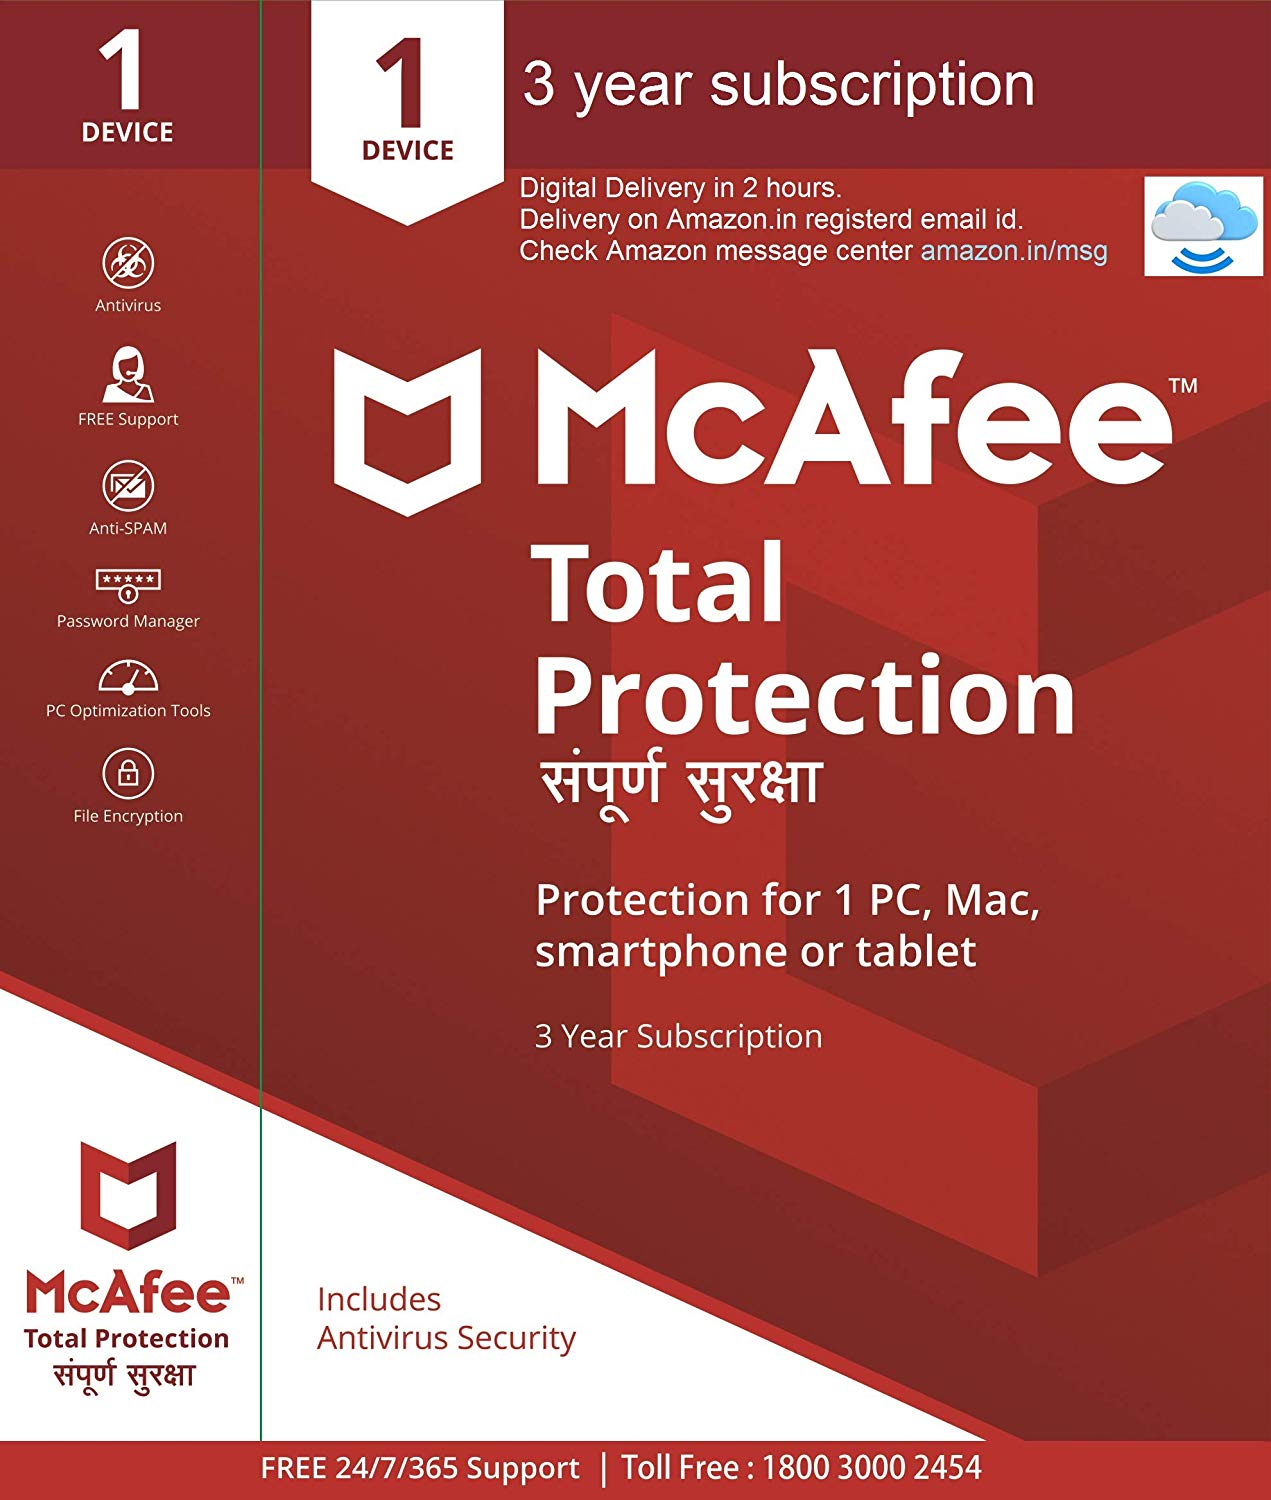 1
DEVICE
Antivirus
FREE Support
Anti-SPAM
*****
Password Manager
PC Optimization Tools
File Encryption
McAfee™
Total Protection
संपूर्ण सुरक्षा
1
DEVICE
3 year subscription
Digital Delivery in 2 hours.
Delivery on Amazon.in registerd email id.
Check Amazon message center amazon.in/msg
McAfee™
Total
Protection
संपूर्ण सुरक्षा
Protection for 1 PC, Mac,
smartphone or tablet
3 Year Subscription
Includes
Antivirus Security
FREE 24/7/365 Support | Toll Free : 1800 3000 2454